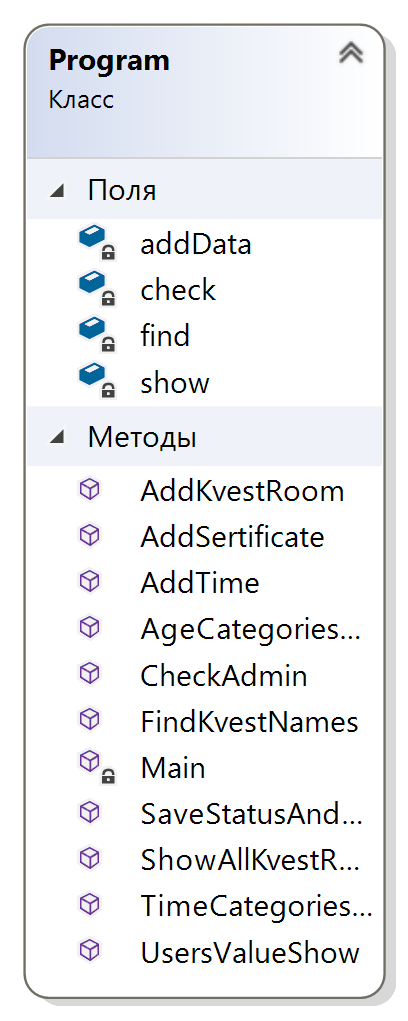 Program
Класс
Поля
addData
check
find
show
Методы
AddKvestRoom
AddSertificate
AddTime
AgeCategories...
CheckAdmin
FindKvestNames
Main
SaveStatusAnd...
ShowAllKvestR...
TimeCategories...
UsersValueShow